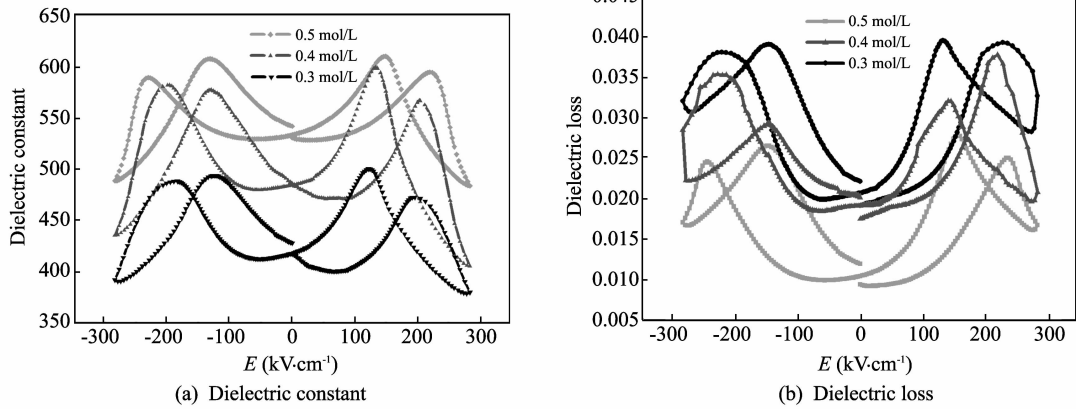 650
600
550
500
450
400
350
Dielectric constant
0.5 mol/L
0.4 mol/L
0.3 mol/L
-300 -200 -100 0 100 200 300
E (kV·cm-1)
(a) Dielectric constant
0.045
0.040
0.035
0.030
0.025
0.020
0.015
0.010
0.005
Dielectric loss
0.5 mol/L
0.4 mol/L
0.3 mol/L
-300 -200 -100 0 100 200 300
E (kV·cm-1)
(b) Dielectric loss